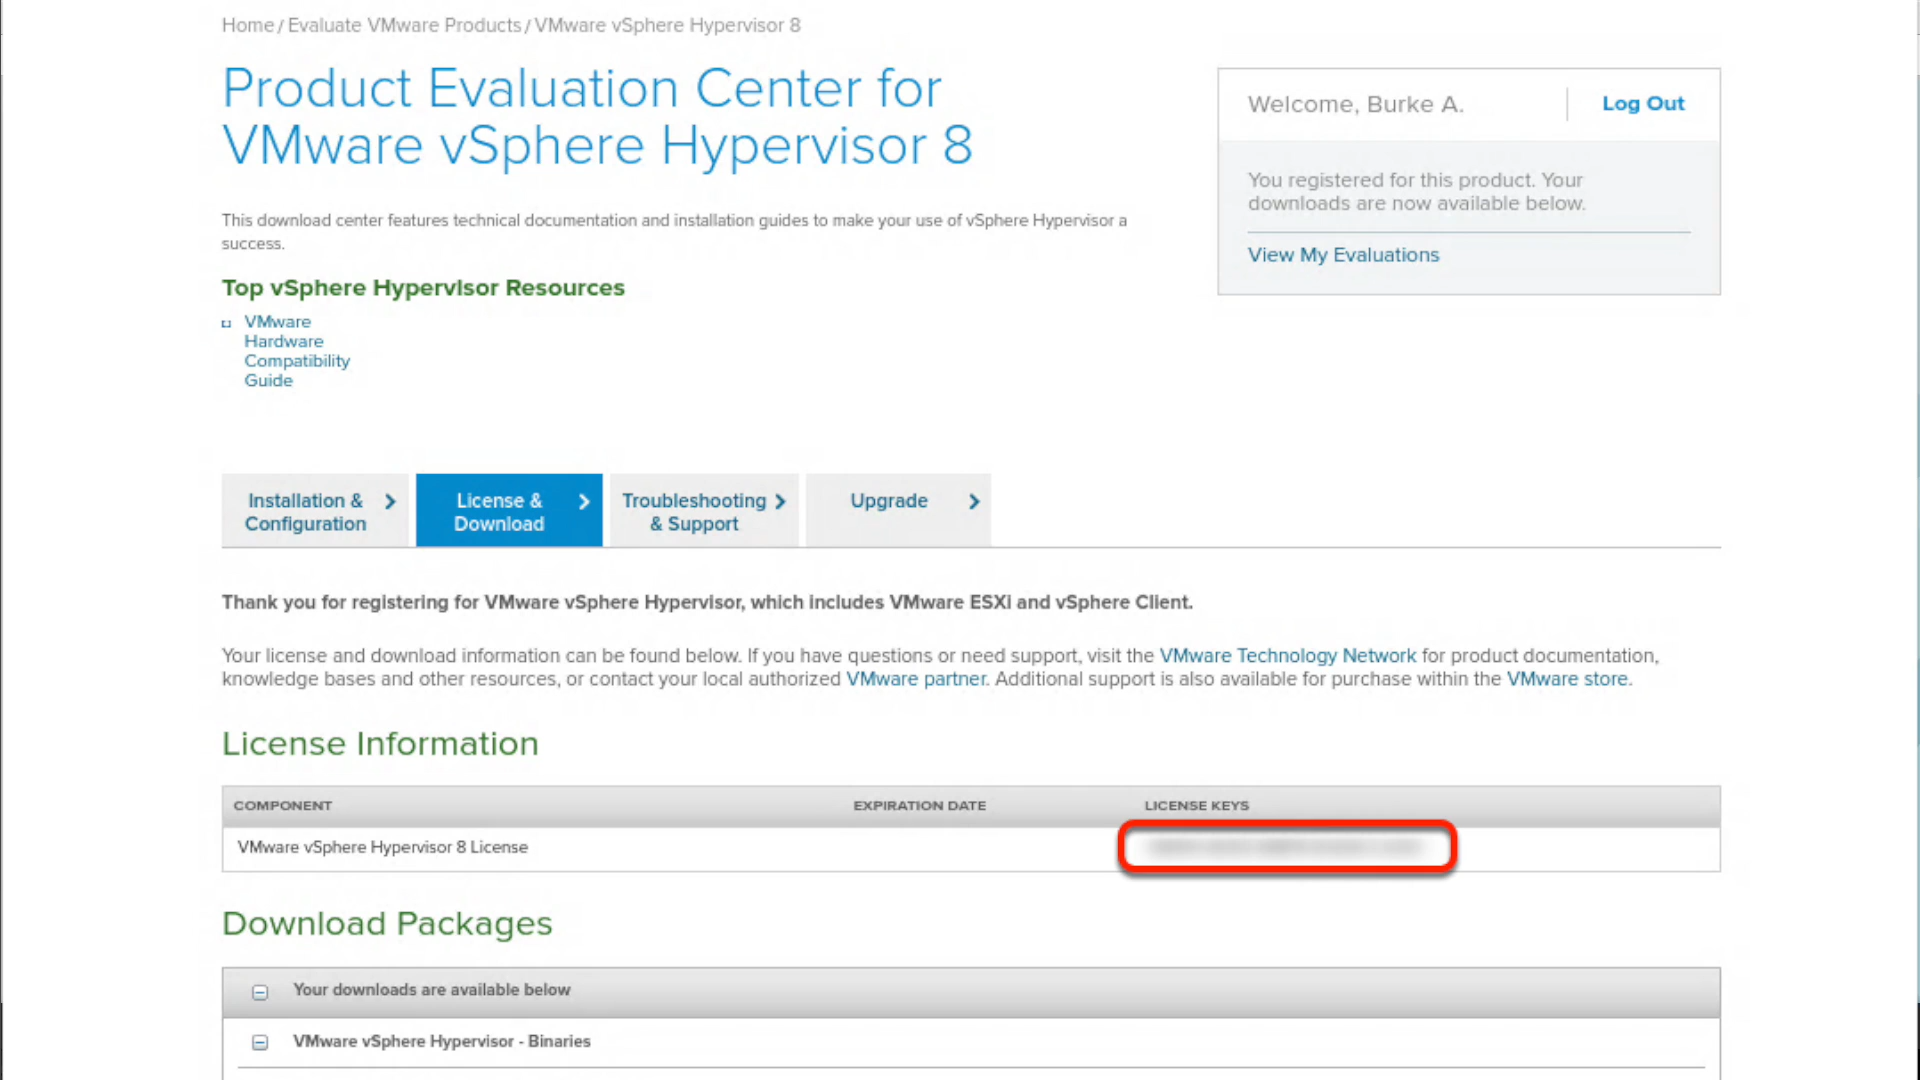 Home / Evaluate VMware Products / VMware vSphere Hypervisor 8
Product Evaluation Center for
VMware vSphere Hypervisor 8
Welcome, Burke A.
Log Out
You registered for this product. Your
downloads are now available below.
View My Evaluations
This download center features technical documentation and installation guides to make your use of vSphere Hypervisor a
success.
Top vSphere Hypervisor Resources
VMware
Hardware
Compatibility
Guide
Installation &
Configuration
License &
Download
Troubleshooting
& Support
Upgrade
Thank you for registering for VMware vSphere Hypervisor, which includes VMware ESXi and vSphere Client.
Your license and download information can be found below. If you have questions or need support, visit the VMware Technology Network for product documentation,
knowledge bases and other resources, or contact your local authorized VMware partner. Additional support is also available for purchase within the VMware store.
License Information
COMPONENT EXPIRATION DATE LICENSE KEYS
VMware vSphere Hypervisor 8 License
Download Packages
Your downloads are available below
VMware vSphere Hypervisor - Binaries